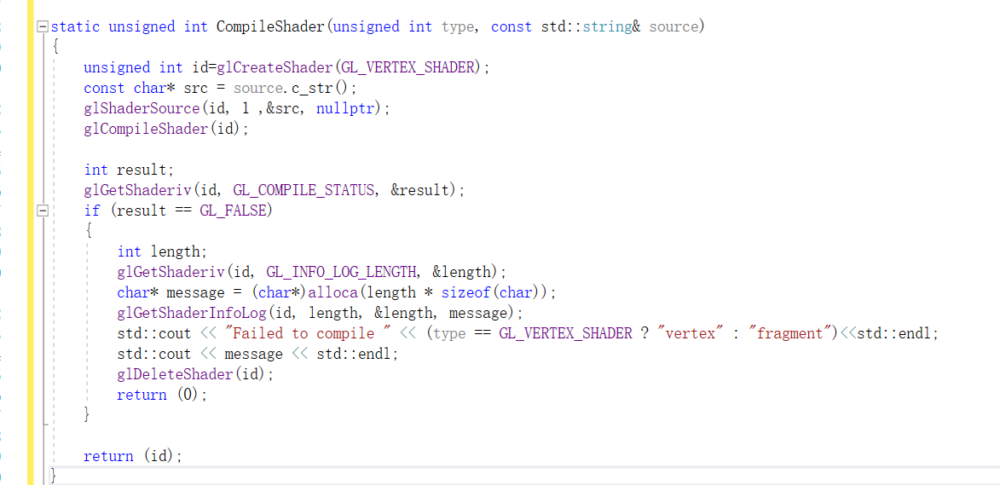 static unsigned int CompileShader(unsigned int type, const std::string& source)
{
unsigned int id=glCreateShader(GL_VERTEX_SHADER);
const char* src = source.c_str();
glShaderSource(id, 1 ,&src, nullptr);
glCompileShader(id);
int result;
glGetShaderiv(id, GL_COMPILE_STATUS, &result);
if (result == GL_FALSE)
{
int length;
glGetShaderiv(id, GL_INFO_LOG_LENGTH, &length);
char* message = (char*)alloca(length * sizeof(char));
glGetShaderInfoLog(id, length, &length, message);
std::cout << "Failed to compile " << (type == GL_VERTEX_SHADER ? "vertex" : "fragment")<<std::endl;
std::cout << message << std::endl;
glDeleteShader(id);
return (0);
}
return (id);
}